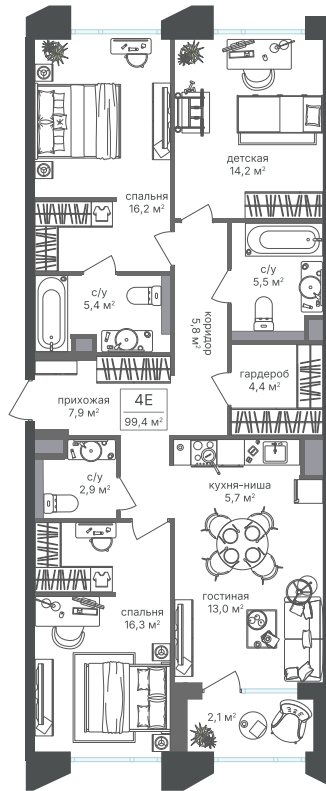 детская
14,2 м²
спальня
16,2 м²
с/у
5,5 м²
с/у
5,4 м²
коридор
5,8 м²
гардероб
4,4 м²
прихожая
7,9 м²
4Е
99,4 м²
с/у
2,9 м²
кухня-ниша
5,7 м²
гостиная
13,0 м²
спальня
16,3 м²
2,1 м²